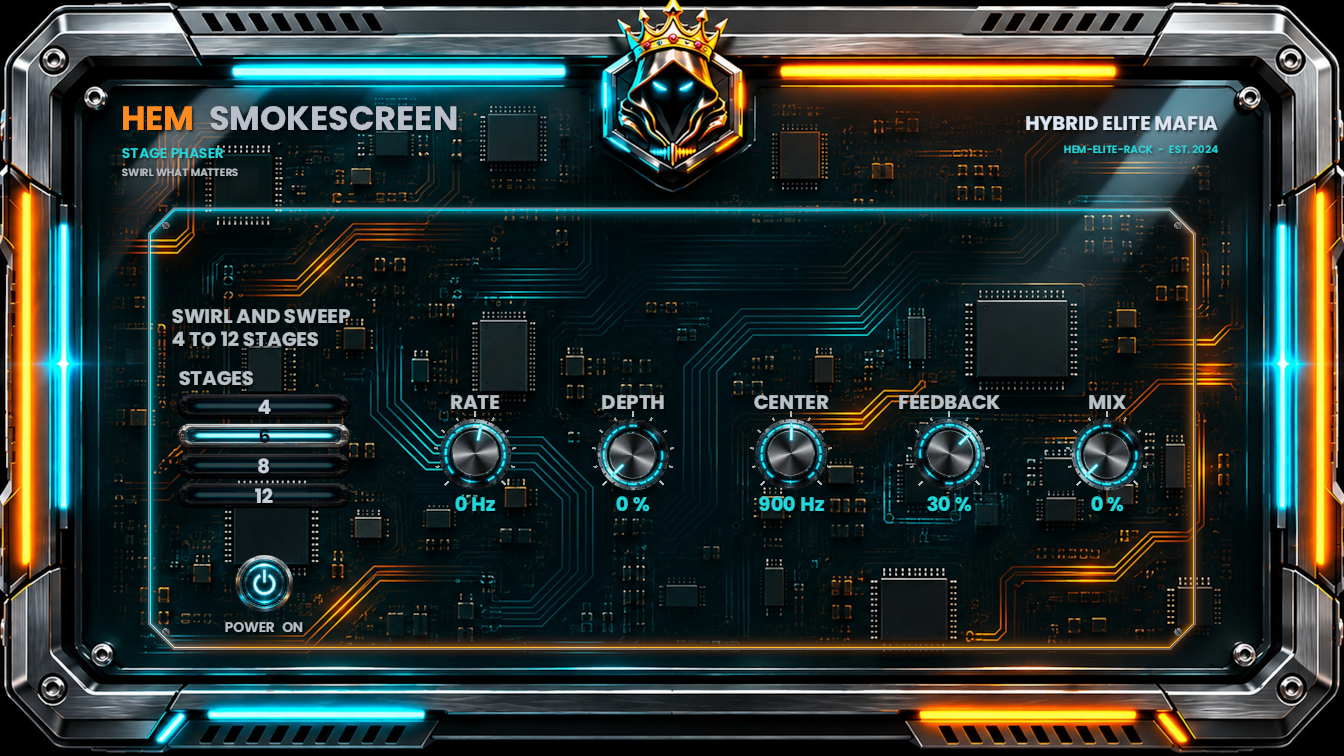 HEM SMOKESCREEN
STAGE PHASER
SWIRL WHAT MATTERS
HYBRID ELITE MAFIA
HEM-ELITE-RACK - EST. 2024
SWIRL AND SWEEP
4 TO 12 STAGES
STAGES
4
6
8
12
RATE DEPTH CENTER FEEDBACK MIX
0 Hz 0 % 900 Hz 30 % 0 %
POWER ON